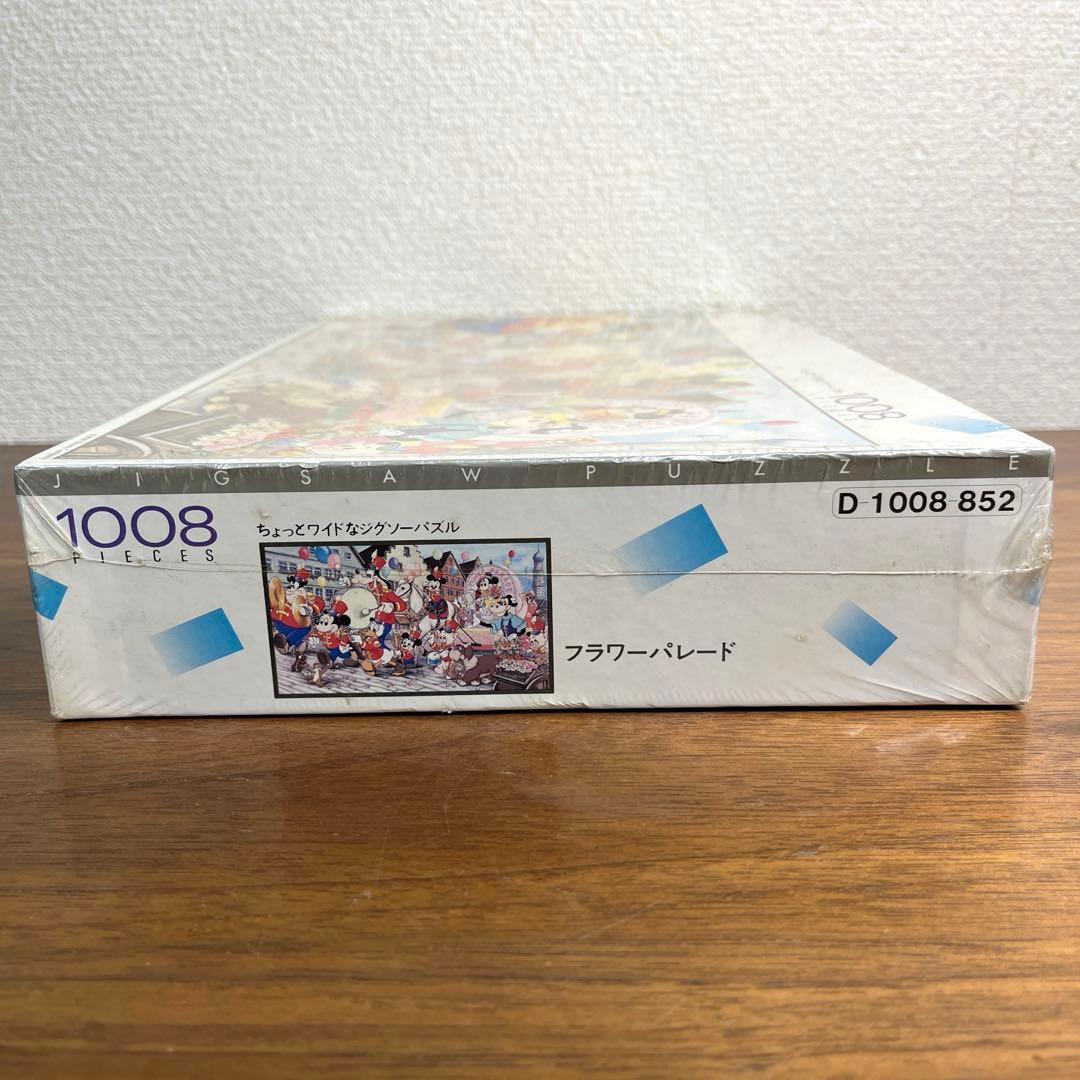 1008
JIGSAW PUZZLE
1008
PIECES
ちょっとワイドなジグソーパズル
D-1008-852
フラワーパレード